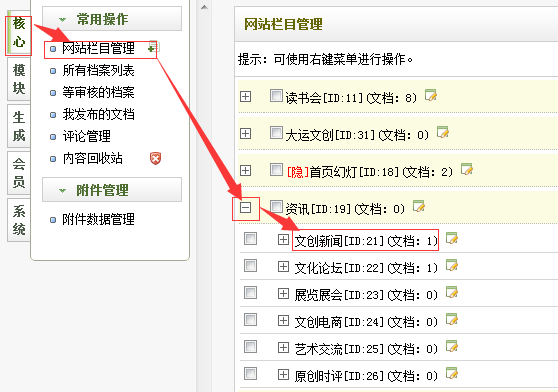 核心
模块
生成
会员
系统
常用操作
网站栏目管理
所有档案列表
等审核的档案
我发布的文档
评论管理
内容回收站
附件管理
附件数据管理
网站栏目管理
提示：可使用右键菜单进行操作。
读书会[ID:11](文档：8)
大运文创[ID:31](文档：0)
[隐]首页幻灯[ID:18](文档：2)
资讯[ID:19](文档：0)
文创新闻[ID:21](文档：1)
文化论坛[ID:22](文档：1)
展览展会[ID:23](文档：0)
文创电商[ID:24](文档：0)
艺术交流[ID:25](文档：0)
原创时评[ID:26](文档：0)